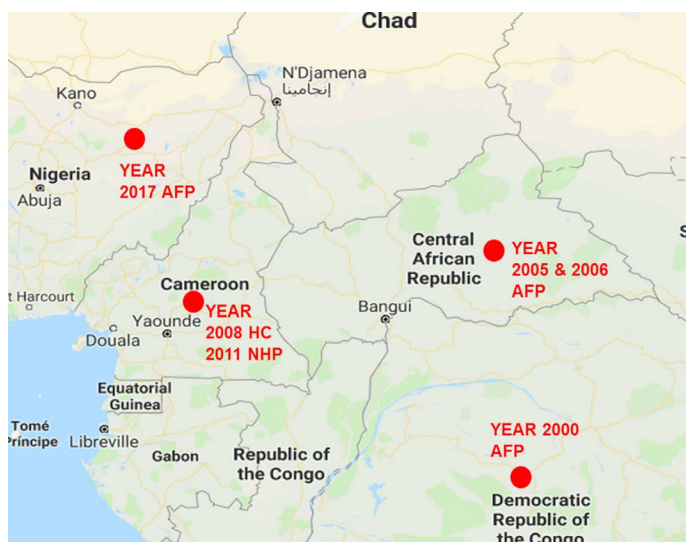 Chad
N'Djamena
إنجامينا
Kano
YEAR
2017 AFP
Nigeria
Abuja
Central
African
Republic
YEAR
2005 & 2006
AFP
Cameroon
YEAR
2008 HC
2011 NHP
t Harcourt
Yaounde
Douala
Bangui
Equatorial
Guinea
Tomé
Príncipe
Libreville
Gabon
Republic of
the Congo
YEAR 2000
AFP
Democratic
Republic of
the Congo
S